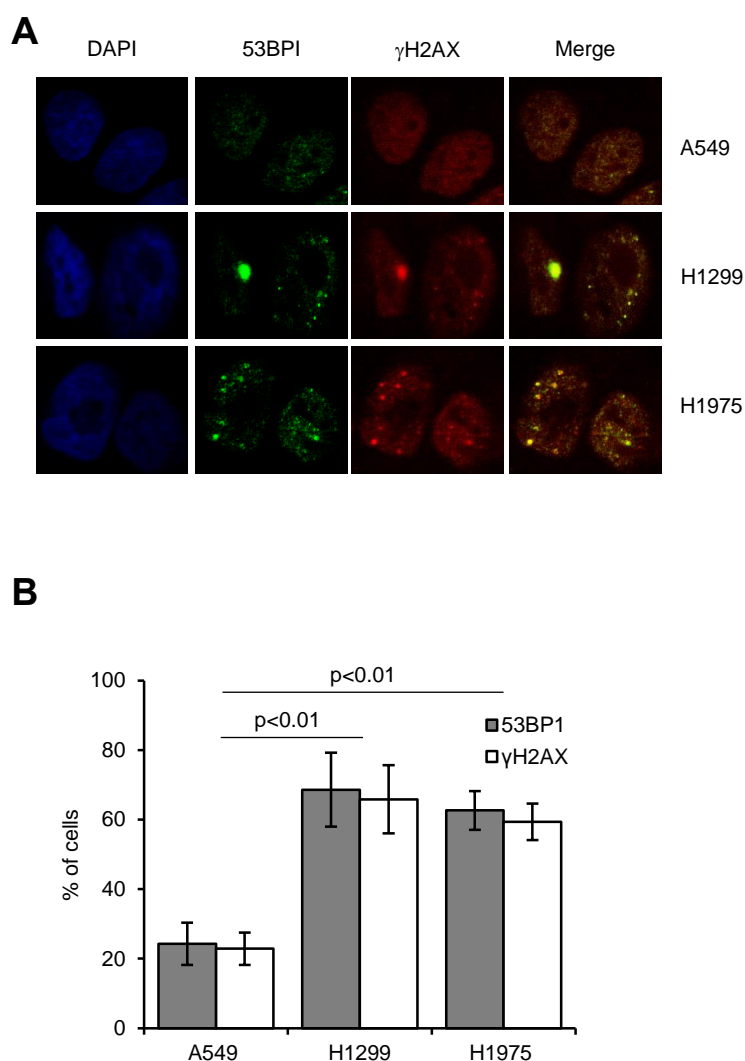 A
DAPI 53BPI γH2AX Merge
A549
H1299
H1975
B
100
80
60
40
20
0
% of cells
p<0.01
p<0.01
53BP1
γH2AX
A549 H1299 H1975